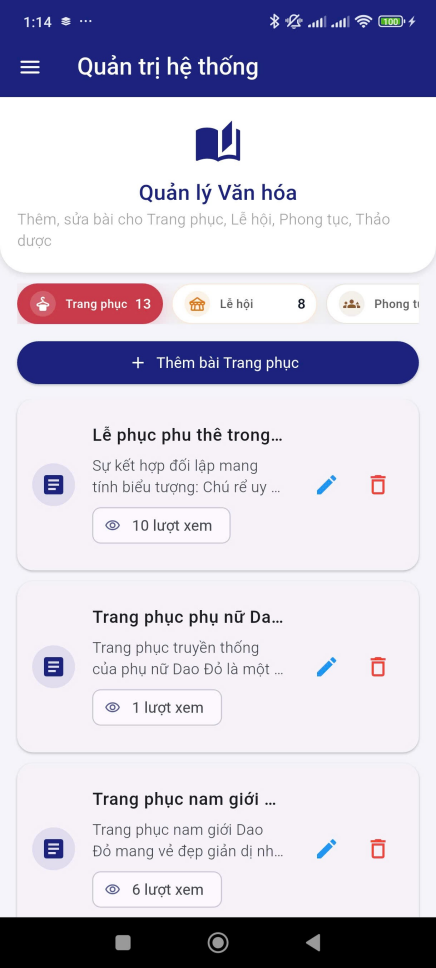 1:14
100
Quản trị hệ thống
Quản lý Văn hóa
Thêm, sửa bài cho Trang phục, Lễ hội, Phong tục, Thảo
dược
Trang phục 13
Lễ hội 8
Phong tụ
+ Thêm bài Trang phục
Lễ phục phu thê trong...
Sự kết hợp đối lập mang
tính biểu tượng: Chú rể uy ...
10 lượt xem
Trang phục phụ nữ Da...
Trang phục truyền thống
của phụ nữ Dao Đỏ là một ...
1 lượt xem
Trang phục nam giới ...
Trang phục nam giới Dao
Đỏ mang vẻ đẹp giản dị nh...
6 lượt xem